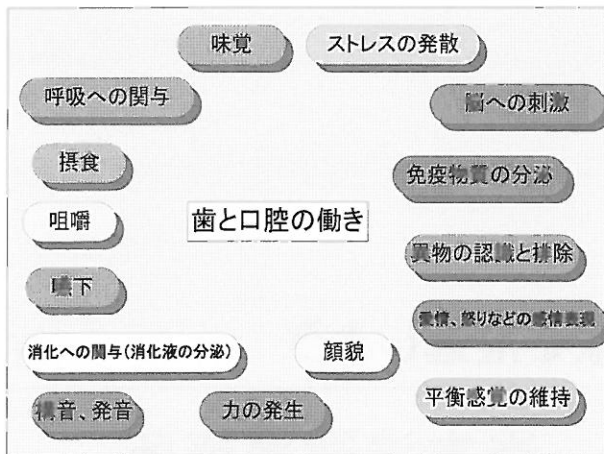 味覚
ストレスの発散
呼吸への関与
脳への刺激
摂食
免疫物質の分泌
咀嚼
歯と口腔の働き
異物の認識と排除
嚥下
愛情、怒りなどの感情表現
消化への関与(消化液の分泌)
顔貌
平衡感覚の維持
構音、発音
力の発生